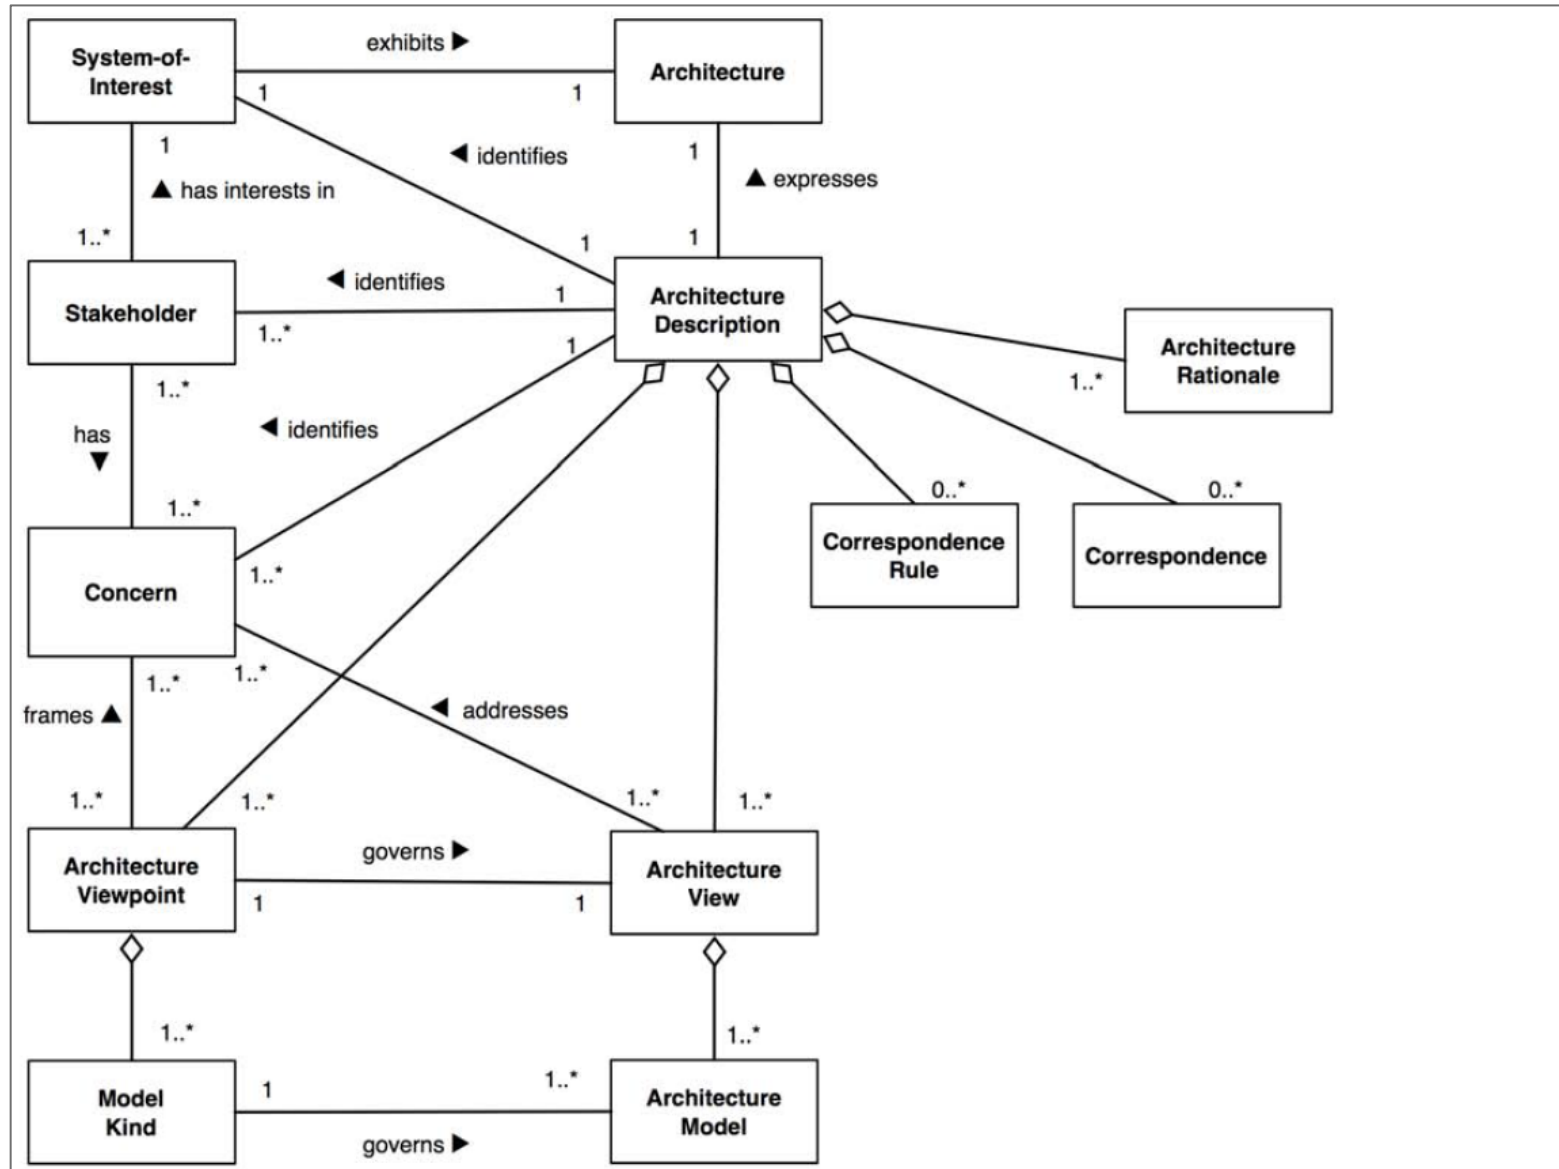 System-of-
Interest
exhibits ▶
Architecture
1
1
1
◀ identifies
1
▲ has interests in
▲ expresses
1..*
1
1
Stakeholder
◀ identifies
1
1..*
Architecture
Description
1
Architecture
Rationale
1..*
1..*
has
▼
◀ identifies
1..*
0..*
0..*
Concern
1..*
Correspondence
Rule
Correspondence
1..*
1..*
frames ▲
◀ addresses
1..*
1..*
1..*
1..*
Architecture
Viewpoint
governs ▶
1
1
Architecture
View
1..*
1..*
Model
Kind
1
1..*
governs ▶
Architecture
Model